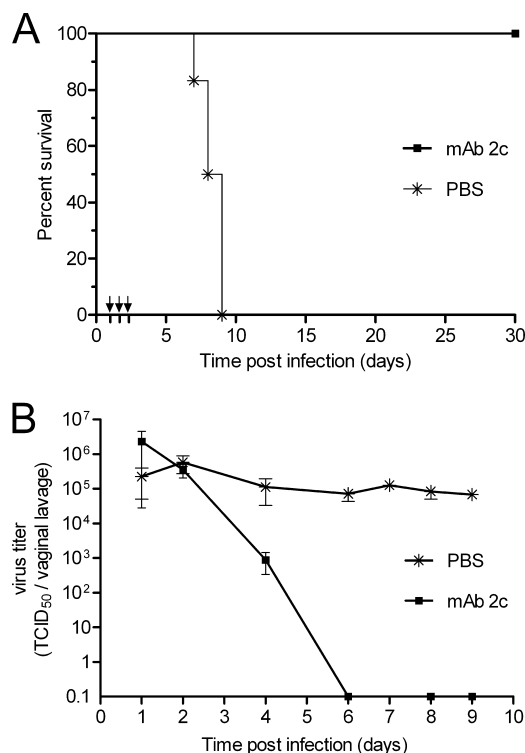 A
100
80
60
40
20
0
Percent survival
mAb 2c
PBS
0 5 10 15 20 25 30
Time post infection (days)
B
10⁷
10⁶
10⁵
10⁴
10³
10²
10
1
0.1
virus titer
(TCID₅₀ / vaginal lavage)
PBS
mAb 2c
0 1 2 3 4 5 6 7 8 9 10
Time post infection (days)